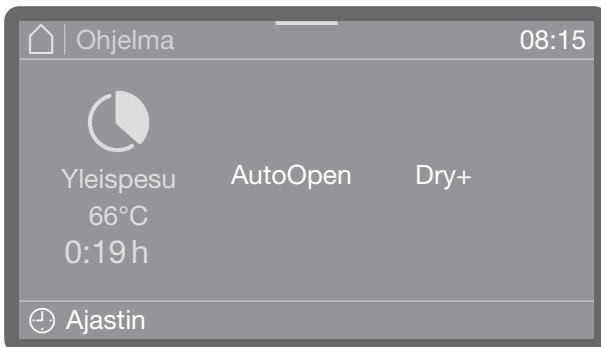 Ohjelma 08:15
Yleispesu AutoOpen Dry+
66°C
0:19 h
Ajastin